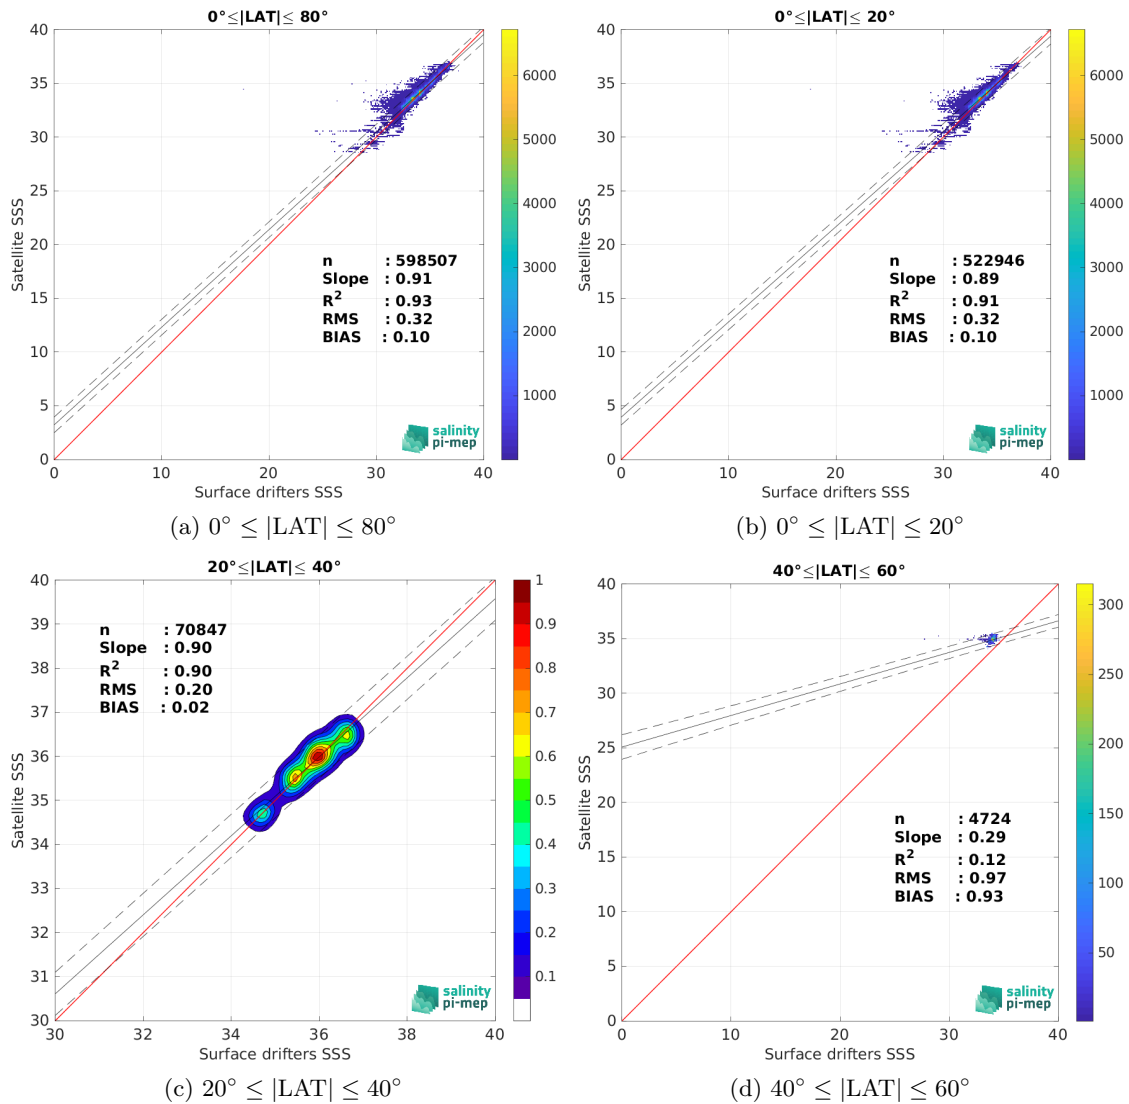 0°≤|LAT|≤ 80°
40
35
30
25
20
15
10
5
0
Satellite SSS
n : 598507
Slope : 0.91
R² : 0.93
RMS : 0.32
BIAS : 0.10
salinity
pi-mep
0 10 20 30 40
Surface drifters SSS
6000
5000
4000
3000
2000
1000
(a) 0° ≤ |LAT| ≤ 80°
0°≤|LAT|≤ 20°
40
35
30
25
20
15
10
5
0
Satellite SSS
n : 522946
Slope : 0.89
R² : 0.91
RMS : 0.32
BIAS : 0.10
salinity
pi-mep
0 10 20 30 40
Surface drifters SSS
6000
5000
4000
3000
2000
1000
(b) 0° ≤ |LAT| ≤ 20°
20°≤|LAT|≤ 40°
40
39
38
37
36
35
34
33
32
31
30
Satellite SSS
n : 70847
Slope : 0.90
R² : 0.90
RMS : 0.20
BIAS : 0.02
salinity
pi-mep
30 32 34 36 38 40
Surface drifters SSS
1
0.9
0.8
0.7
0.6
0.5
0.4
0.3
0.2
0.1
(c) 20° ≤ |LAT| ≤ 40°
40°≤|LAT|≤ 60°
40
35
30
25
20
15
10
5
0
Satellite SSS
n : 4724
Slope : 0.29
R² : 0.12
RMS : 0.97
BIAS : 0.93
salinity
pi-mep
0 10 20 30 40
Surface drifters SSS
300
250
200
150
100
50
(d) 40° ≤ |LAT| ≤ 60°